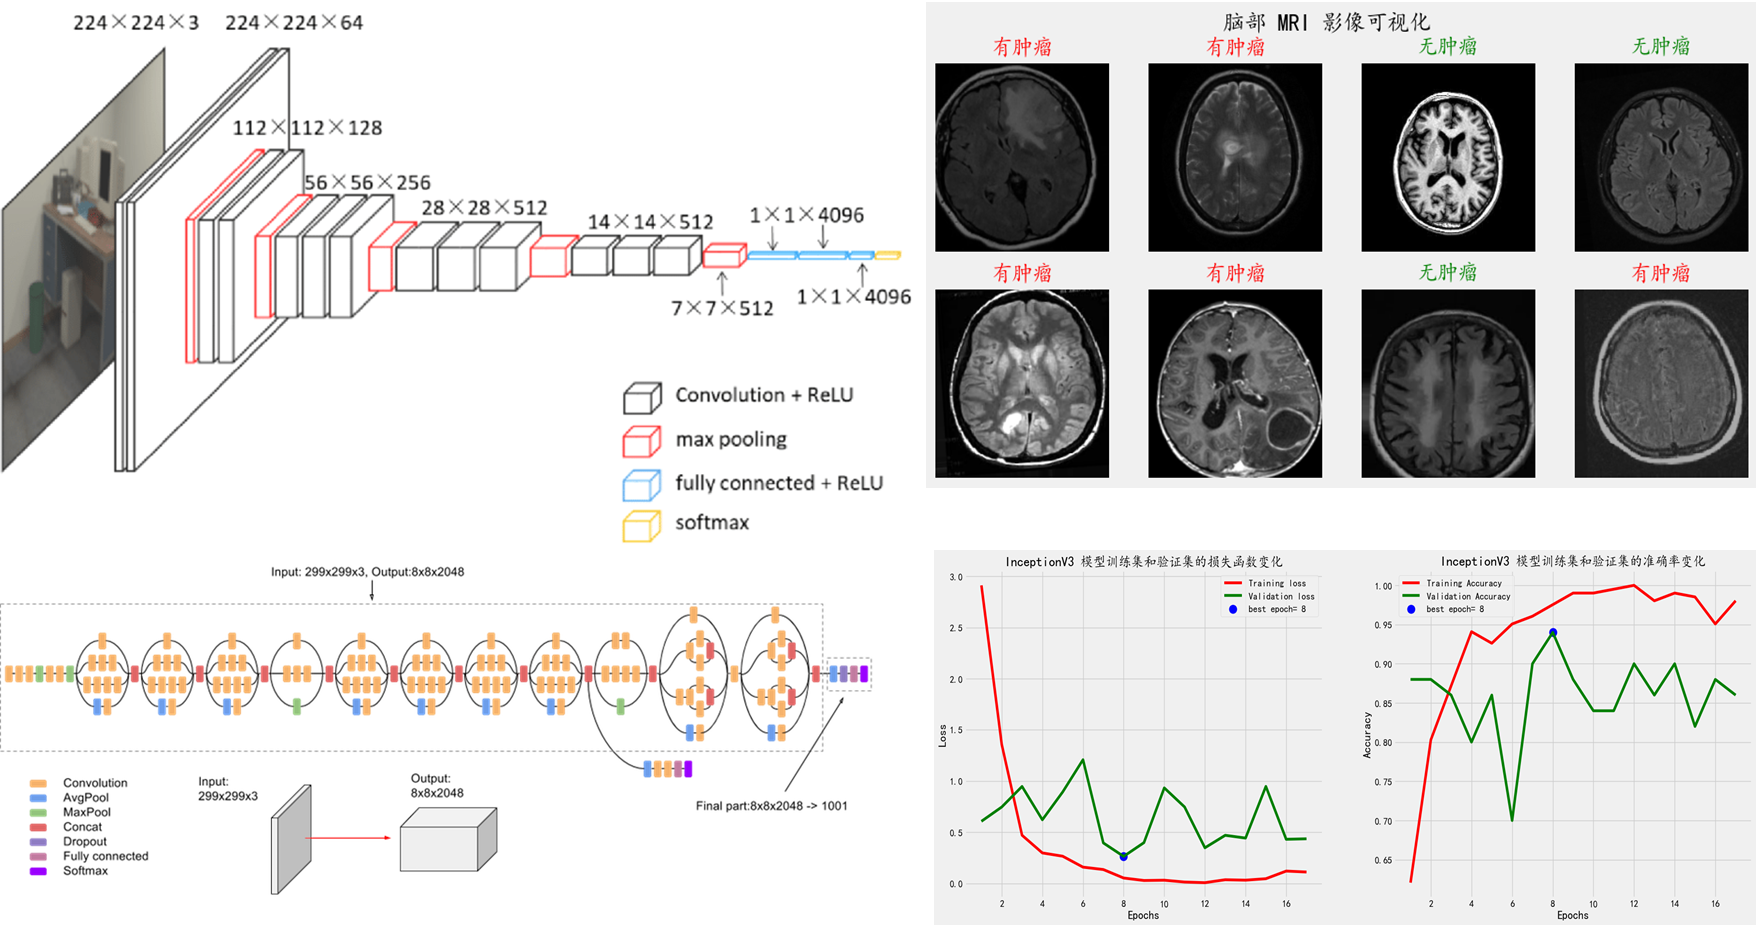 224×224×3
224×224×64
112×112×128
56×56×256
28×28×512
14×14×512
1×1×4096
7×7×512
1×1×4096
Convolution + ReLU
max pooling
fully connected + ReLU
softmax
脑部 MRI 影像可视化
有肿瘤
有肿瘤
无肿瘤
无肿瘤
有肿瘤
有肿瘤
无肿瘤
有肿瘤
Input: 299x299x3, Output:8x8x2048
Convolution
AvgPool
MaxPool
Concat
Dropout
Fully connected
Softmax
Input:
299x299x3
Output:
8x8x2048
Final part:8x8x2048 -> 1001
InceptionV3 模型训练集和验证集的损失函数变化
Training loss
Validation loss
best epoch= 8
3.0
2.5
2.0
1.5
1.0
0.5
0.0
Loss
2 4 6 8 10 12 14 16
Epochs
InceptionV3 模型训练集和验证集的准确率变化
Training Accuracy
Validation Accuracy
best epoch= 8
1.00
0.95
0.90
0.85
0.80
0.75
0.70
0.65
Accuracy
2 4 6 8 10 12 14 16
Epochs